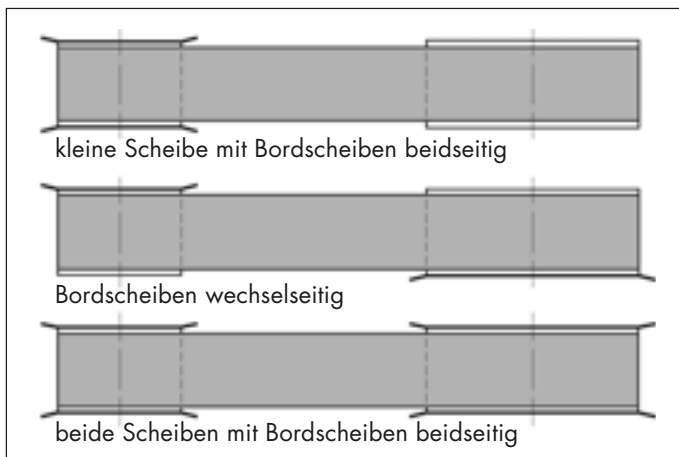 kleine Scheibe mit Bordscheiben beidseitig
Bordscheiben wechselseitig
beide Scheiben mit Bordscheiben beidseitig